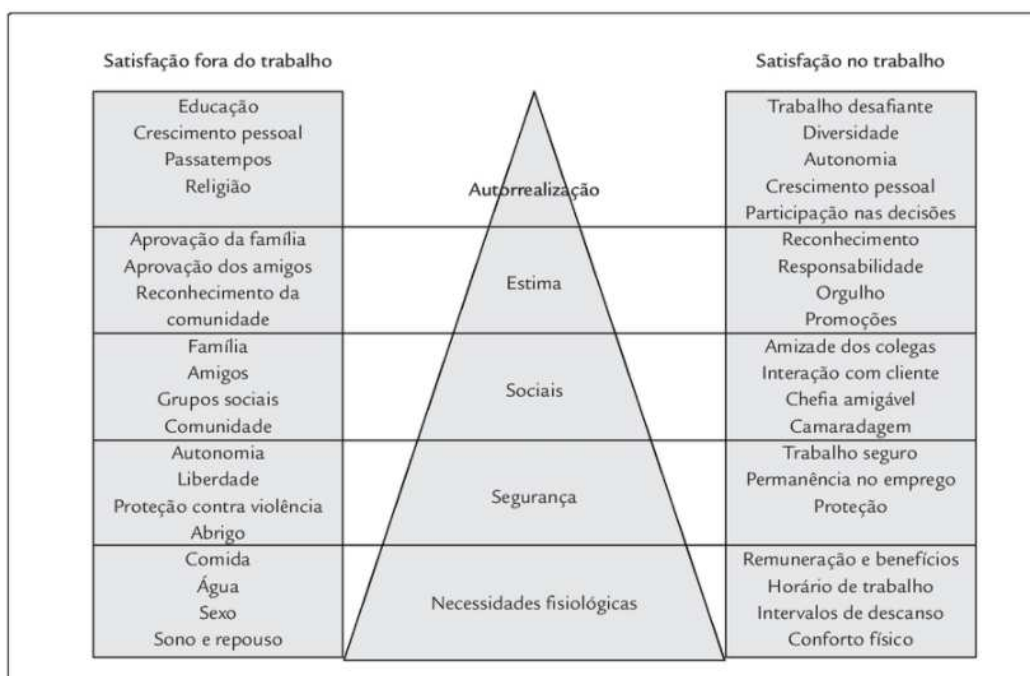 Satisfação fora do trabalho
Satisfação no trabalho
Educação
Crescimento pessoal
Passatempos
Religião
Autorrealização
Trabalho desafiante
Diversidade
Autonomia
Crescimento pessoal
Participação nas decisões
Aprovação da família
Aprovação dos amigos
Reconhecimento da
comunidade
Estima
Reconhecimento
Responsabilidade
Orgulho
Promoções
Família
Amigos
Grupos sociais
Comunidade
Sociais
Amizade dos colegas
Interação com cliente
Chefia amigável
Camaradagem
Autonomia
Liberdade
Proteção contra violência
Abrigo
Segurança
Trabalho seguro
Permanência no emprego
Proteção
Comida
Água
Sexo
Sono e repouso
Necessidades fisiológicas
Remuneração e benefícios
Horário de trabalho
Intervalos de descanso
Conforto físico